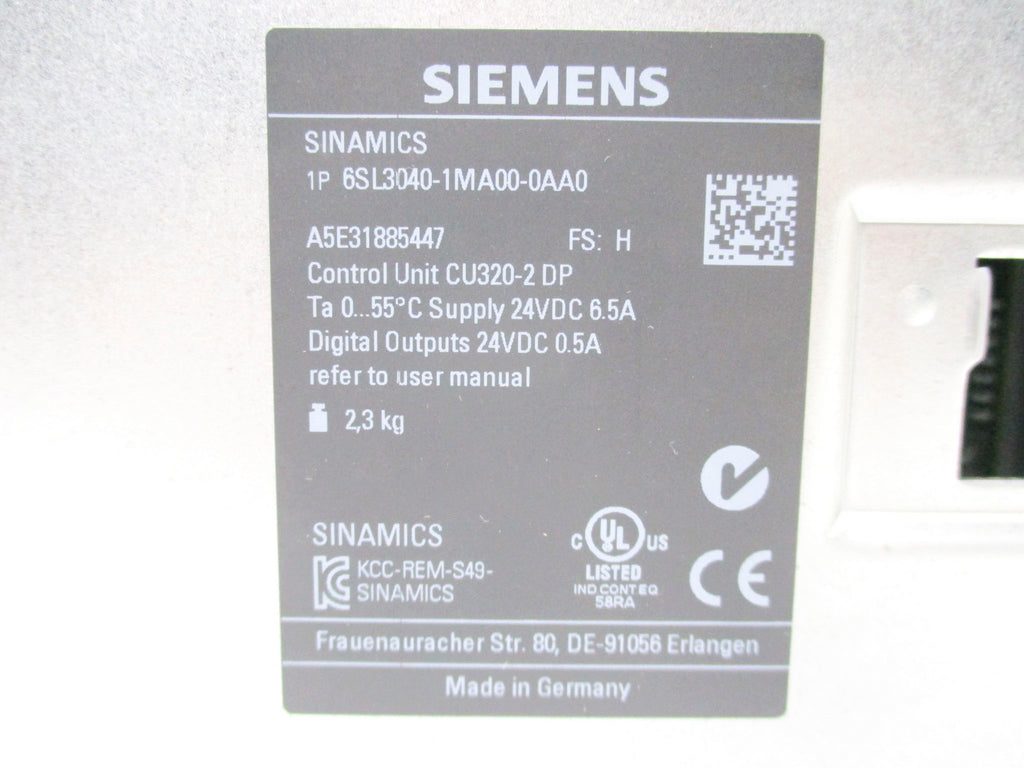 SIEMENS
SINAMICS
1P 6SL3040-1MA00-0AA0
A5E31885447 FS: H
Control Unit CU320-2 DP
Ta 0...55°C Supply 24VDC 6.5A
Digital Outputs 24VDC 0.5A
refer to user manual
2,3 kg
SINAMICS
KCC-REM-S49-
SINAMICS
C UL US
LISTED
IND CONT EQ
58RA
CE
Frauenauracher Str. 80, DE-91056 Erlangen
Made in Germany